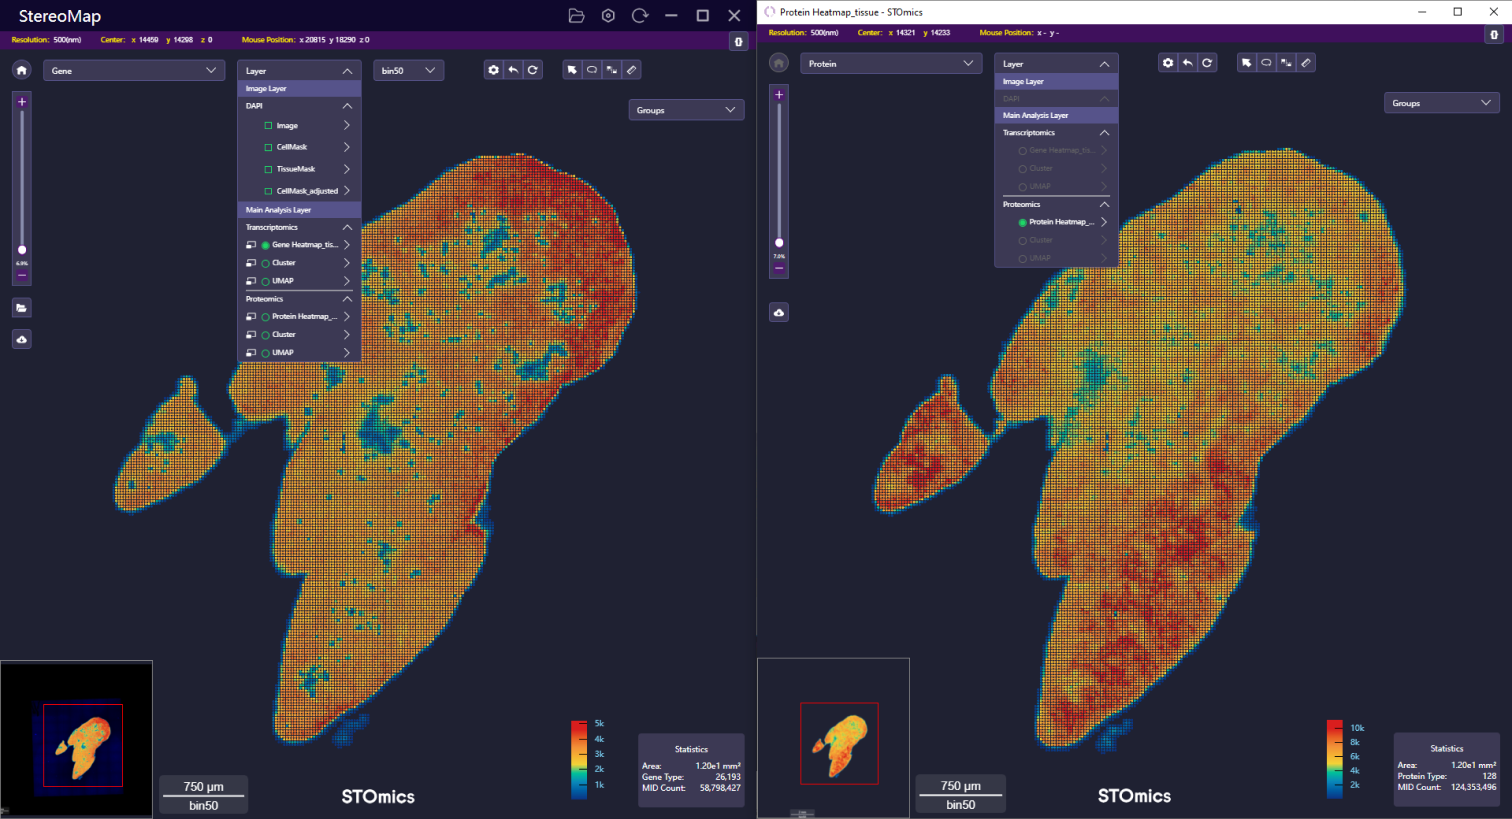 StereoMap
Resolution: 500(nm) Center: x 14459 y 14298 z 0 Mouse Position: x 20815 y 18290 z 0
Gene
Layer
bin50
Image Layer
DAPI
Image
CellMask
TissueMask
CellMask_adjusted
Main Analysis Layer
Transcriptomics
Gene Heatmap_tis...
Cluster
UMAP
Proteomics
Protein Heatmap_...
Cluster
UMAP
Groups
6.9%
750 μm
bin50
STOmics
5k
4k
3k
2k
1k
Statistics
Area: 1.20e1 mm²
Gene Type: 26,193
MID Count: 58,798,427
Protein Heatmap_tissue - STOmics
Resolution: 500(nm) Center: x 14321 y 14233 Mouse Position: x - y -
Protein
Layer
Image Layer
DAPI
Main Analysis Layer
Transcriptomics
Gene Heatmap_tis...
Cluster
UMAP
Proteomics
Protein Heatmap_...
Cluster
UMAP
Groups
7.0%
750 μm
bin50
STOmics
10k
8k
6k
4k
2k
Statistics
Area: 1.20e1 mm²
Protein Type: 128
MID Count: 124,353,496